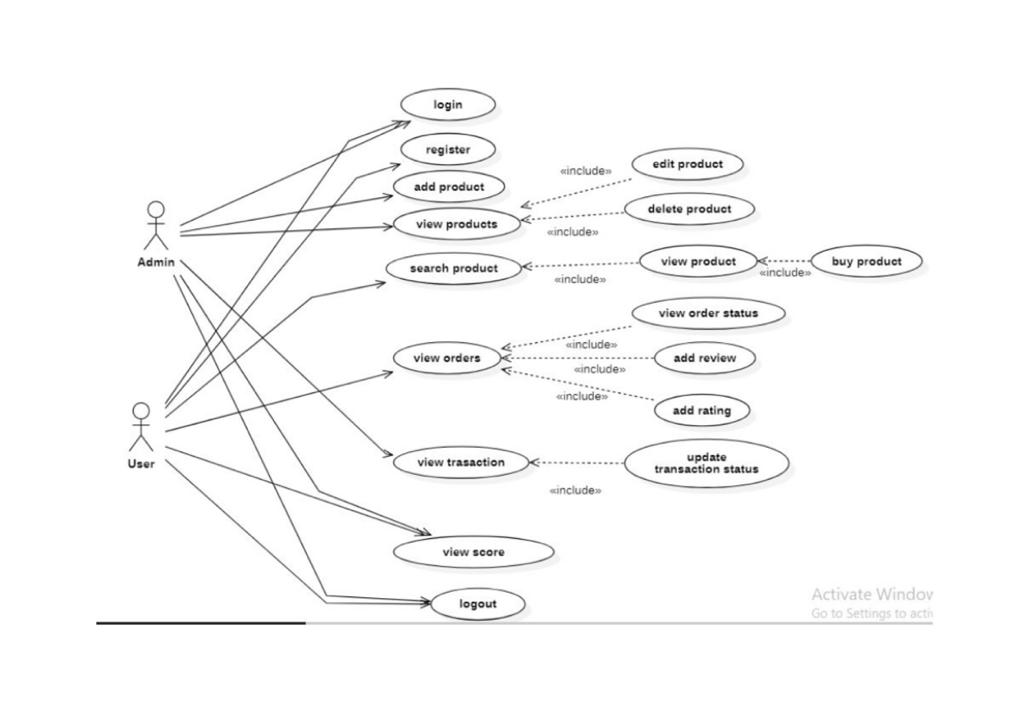 login
register
«include»
edit product
add product
delete product
view products
«include»
Admin
search product
view product
buy product
«include»
«include»
view order status
«include»
view orders
add review
«include»
«include»
add rating
User
view trasaction
update
transaction status
«include»
view score
logout
Activate Window
Go to Settings to acti